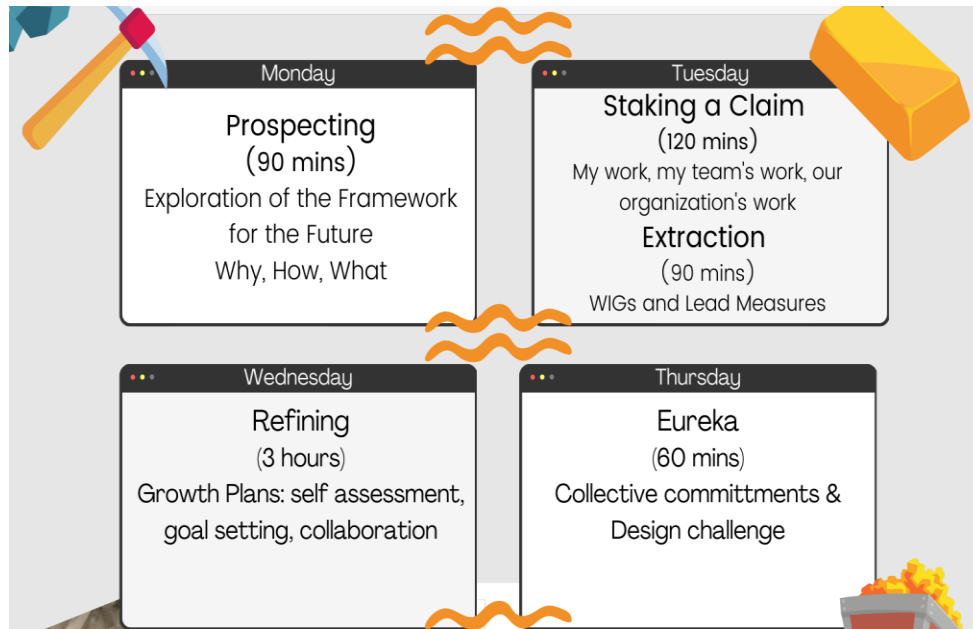 Monday
Prospecting
(90 mins)
Exploration of the Framework
for the Future
Why, How, What
Tuesday
Staking a Claim
(120 mins)
My work, my team's work, our
organization's work
Extraction
(90 mins)
WIGs and Lead Measures
Wednesday
Refining
(3 hours)
Growth Plans: self assessment,
goal setting, collaboration
Thursday
Eureka
(60 mins)
Collective committments &
Design challenge